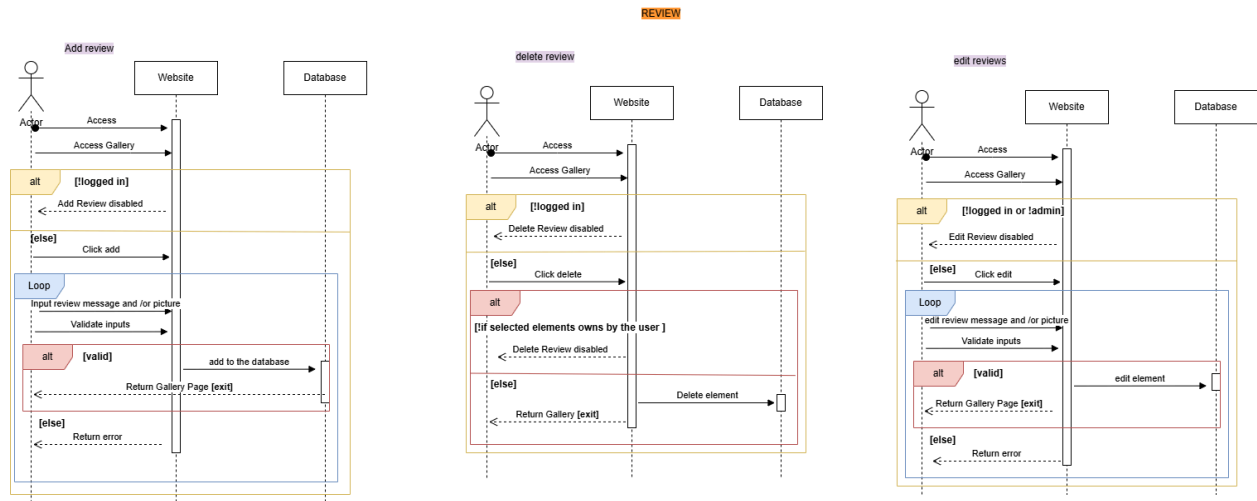 REVIEW
Add review
Actor
Website
Database
Access
Access Gallery
alt
[!logged in]
Add Review disabled
[else]
Click add
Loop
Input review message and /or picture
Validate inputs
alt
[valid]
add to the database
Return Gallery Page [exit]
[else]
Return error
delete review
Actor
Website
Database
Access
Access Gallery
alt
[!logged in]
Delete Review disabled
[else]
Click delete
alt
[!if selected elements owns by the user ]
Delete Review disabled
[else]
Delete element
Return Gallery [exit]
edit reviews
Actor
Website
Database
Access
Access Gallery
alt
[!logged in or !admin]
Edit Review disabled
[else]
Click edit
Loop
edit review message and /or picture
Validate inputs
alt
[valid]
edit element
Return Gallery Page [exit]
[else]
Return error